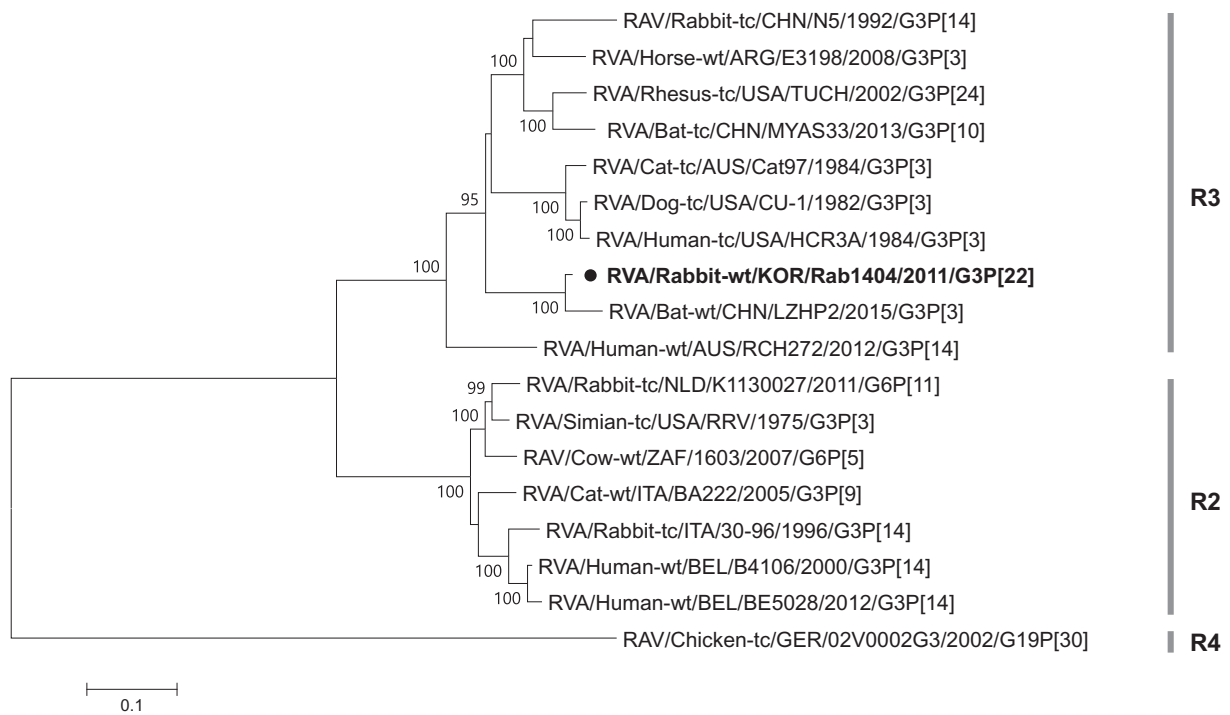 RAV/Rabbit-tc/CHN/N5/1992/G3P[14]
100
RVA/Horse-wt/ARG/E3198/2008/G3P[3]
RVA/Rhesus-tc/USA/TUCH/2002/G3P[24]
100
RVA/Bat-tc/CHN/MYAS33/2013/G3P[10]
RVA/Cat-tc/AUS/Cat97/1984/G3P[3]
95
100
RVA/Dog-tc/USA/CU-1/1982/G3P[3]
R3
100
RVA/Human-tc/USA/HCR3A/1984/G3P[3]
100
RVA/Rabbit-wt/KOR/Rab1404/2011/G3P[22]
100
RVA/Bat-wt/CHN/LZHP2/2015/G3P[3]
RVA/Human-wt/AUS/RCH272/2012/G3P[14]
99
RVA/Rabbit-tc/NLD/K1130027/2011/G6P[11]
100
RVA/Simian-tc/USA/RRV/1975/G3P[3]
RAV/Cow-wt/ZAF/1603/2007/G6P[5]
100
RVA/Cat-wt/ITA/BA222/2005/G3P[9]
R2
RVA/Rabbit-tc/ITA/30-96/1996/G3P[14]
100
RVA/Human-wt/BEL/B4106/2000/G3P[14]
100
RVA/Human-wt/BEL/BE5028/2012/G3P[14]
RAV/Chicken-tc/GER/02V0002G3/2002/G19P[30]
R4
0.1